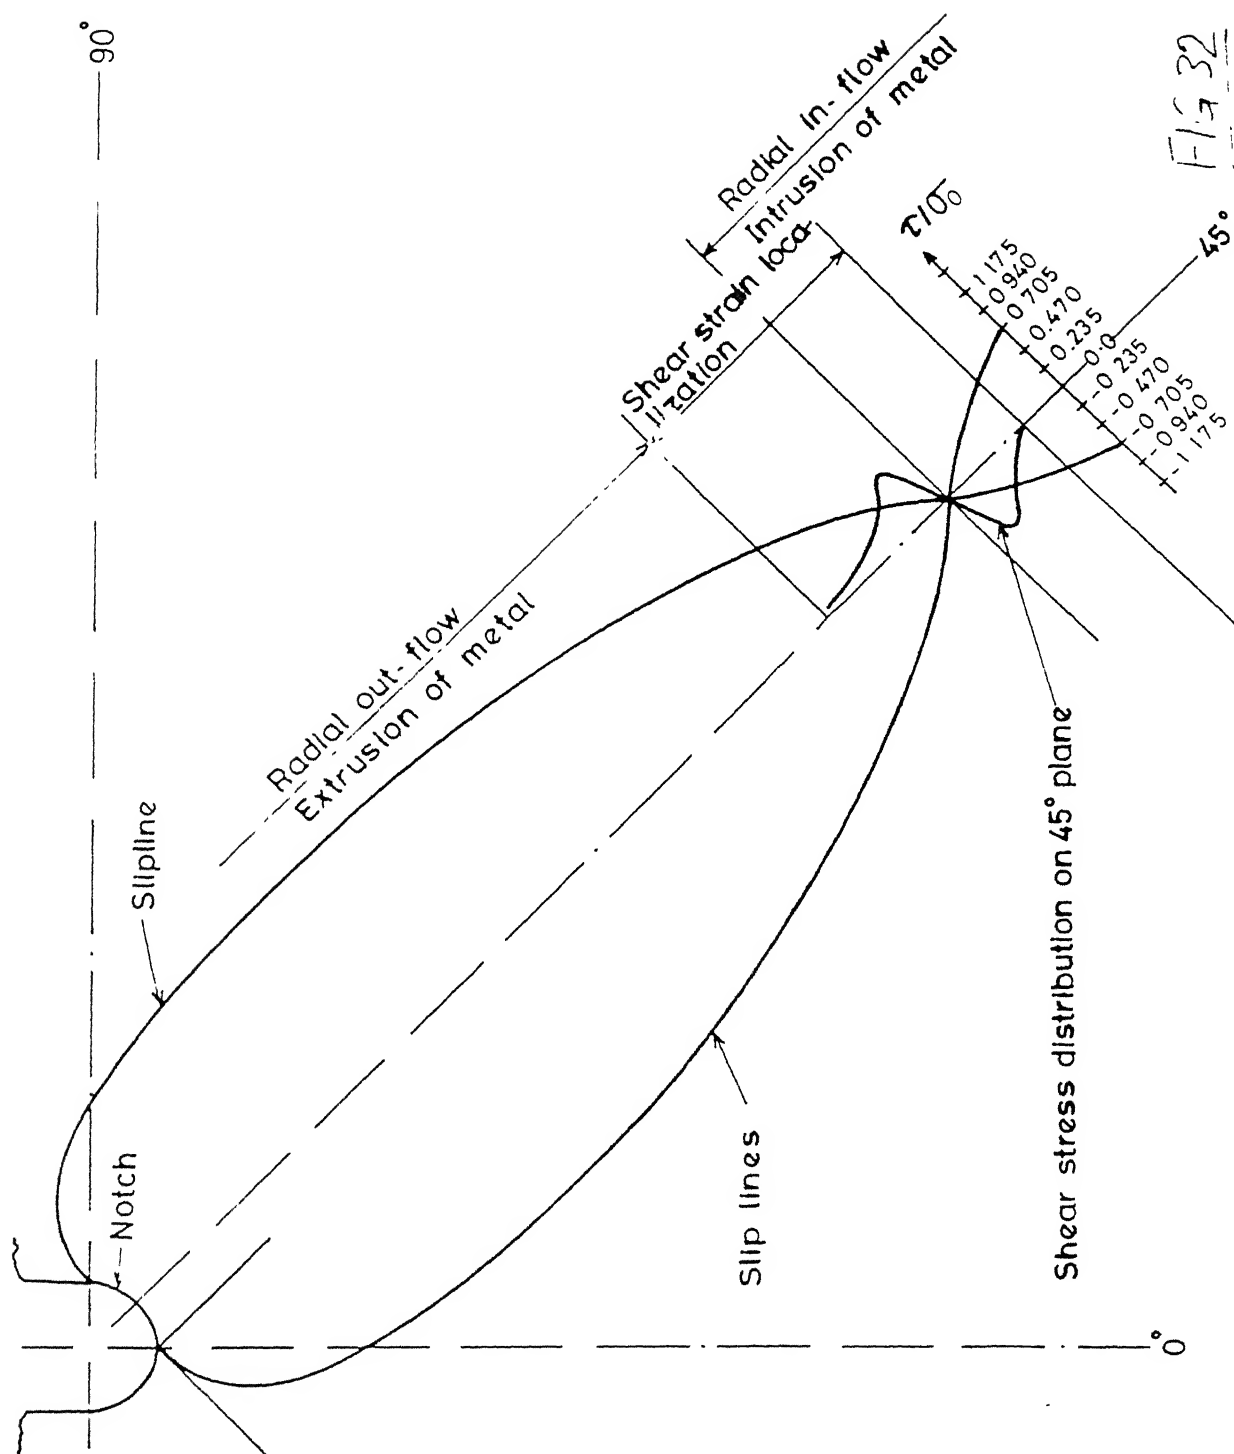 90°
Radial in-flow
Intrusion of metal
Shear strain loca-
lization
Radial out-flow
Extrusion of metal
Slipline
Notch
τ/σ₀
1 175
0 940
0 705
0.470
0.235
0.0
- 0 235
- 0 470
- 0 705
- 0 940
- 1 175
45°
Slip lines
Shear stress distribution on 45° plane
0°
FIG 32